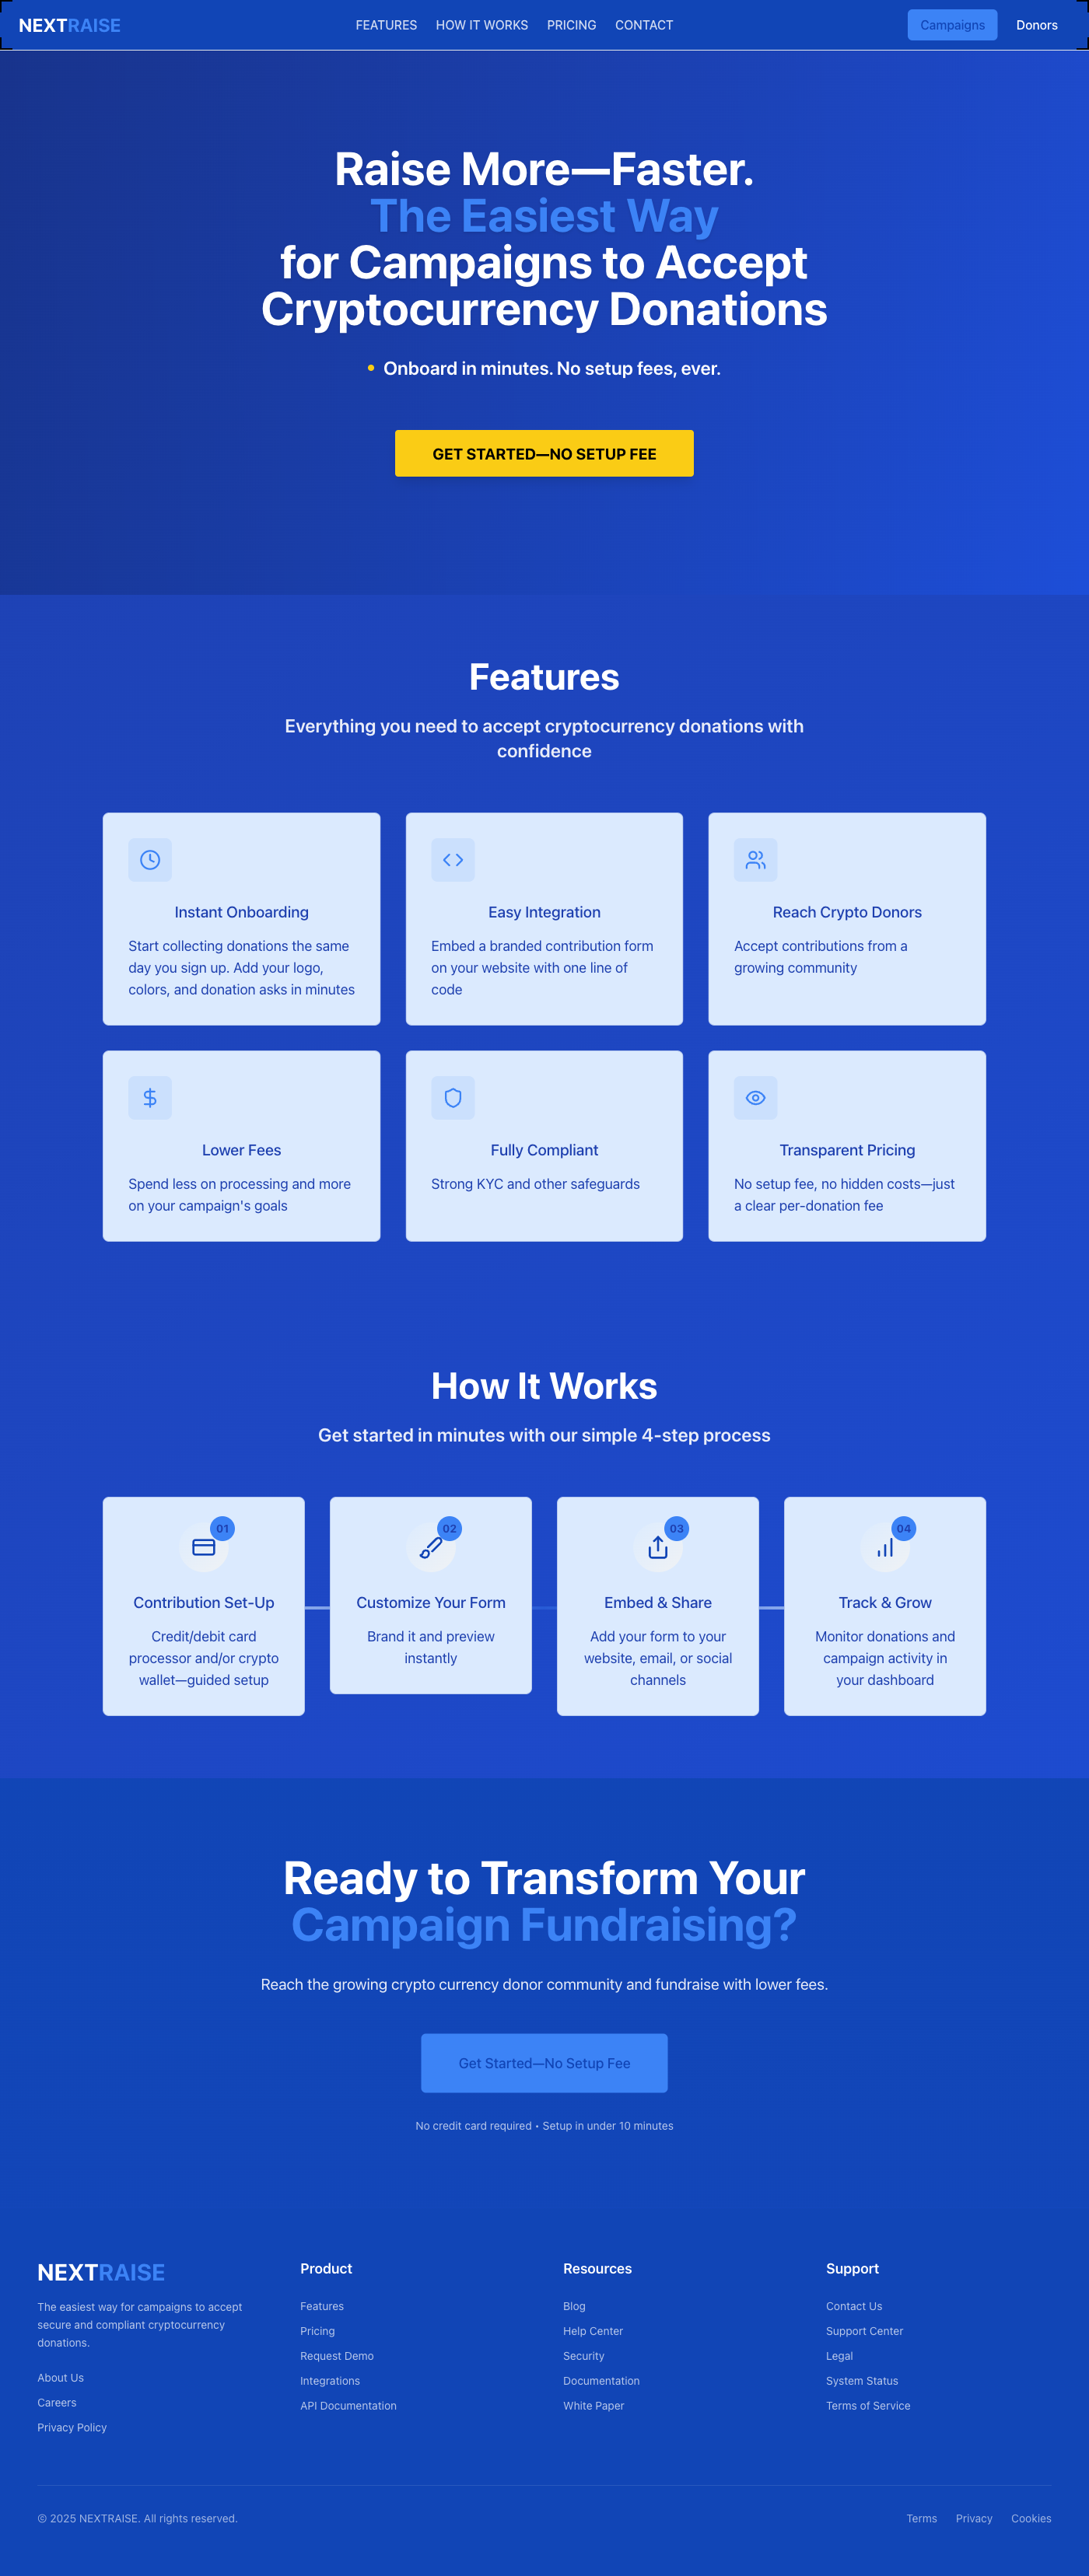 NEXTRAISE
FEATURES
HOW IT WORKS
PRICING
CONTACT
Campaigns
Donors
Raise More—Faster.
The Easiest Way
for Campaigns to Accept
Cryptocurrency Donations
• Onboard in minutes. No setup fees, ever.
GET STARTED—NO SETUP FEE
Features
Everything you need to accept cryptocurrency donations with
confidence
Instant Onboarding
Start collecting donations the same
day you sign up. Add your logo,
colors, and donation asks in minutes
Easy Integration
Embed a branded contribution form
on your website with one line of
code
Reach Crypto Donors
Accept contributions from a
growing community
Lower Fees
Spend less on processing and more
on your campaign's goals
Fully Compliant
Strong KYC and other safeguards
Transparent Pricing
No setup fee, no hidden costs—just
a clear per-donation fee
How It Works
Get started in minutes with our simple 4-step process
01
Contribution Set-Up
Credit/debit card
processor and/or crypto
wallet—guided setup
02
Customize Your Form
Brand it and preview
instantly
03
Embed & Share
Add your form to your
website, email, or social
channels
04
Track & Grow
Monitor donations and
campaign activity in
your dashboard
Ready to Transform Your
Campaign Fundraising?
Reach the growing crypto currency donor community and fundraise with lower fees.
Get Started—No Setup Fee
No credit card required • Setup in under 10 minutes
NEXTRAISE
The easiest way for campaigns to accept
secure and compliant cryptocurrency
donations.
About Us
Careers
Privacy Policy
Product
Features
Pricing
Request Demo
Integrations
API Documentation
Resources
Blog
Help Center
Security
Documentation
White Paper
Support
Contact Us
Support Center
Legal
System Status
Terms of Service
© 2025 NEXTRAISE. All rights reserved.
Terms
Privacy
Cookies